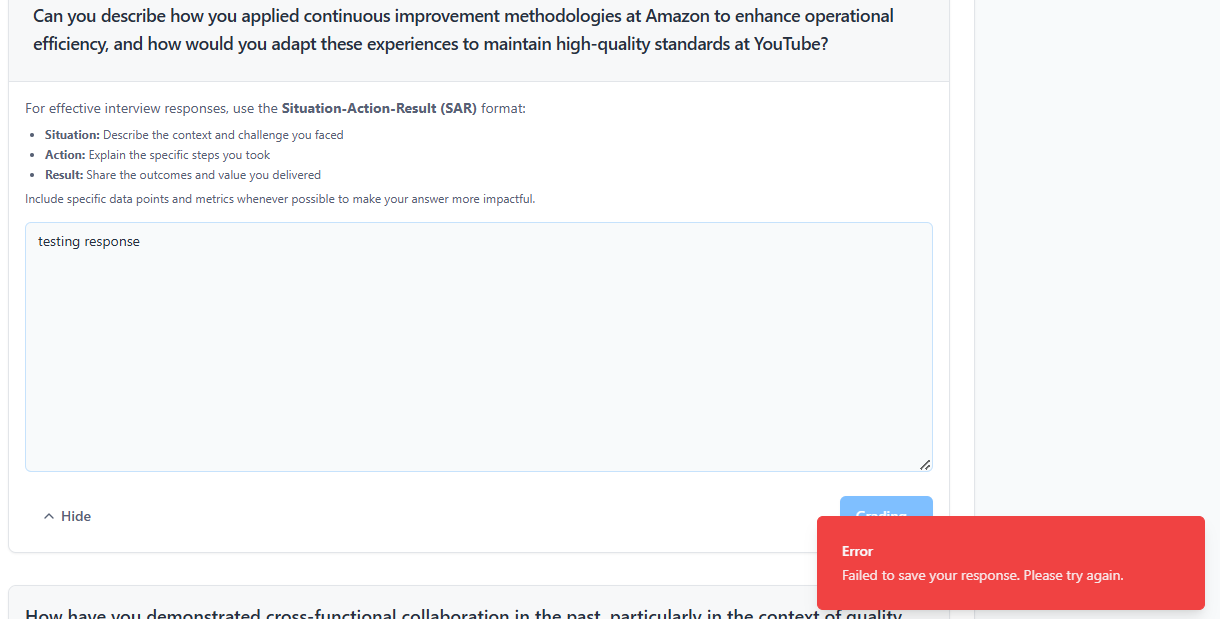 Can you describe how you applied continuous improvement methodologies at Amazon to enhance operational
efficiency, and how would you adapt these experiences to maintain high-quality standards at YouTube?
For effective interview responses, use the Situation-Action-Result (SAR) format:
• Situation: Describe the context and challenge you faced
• Action: Explain the specific steps you took
• Result: Share the outcomes and value you delivered
Include specific data points and metrics whenever possible to make your answer more impactful.
testing response
Hide
Grading...
Error
Failed to save your response. Please try again.
How have you demonstrated cross-functional collaboration in the past, particularly in the context of quality